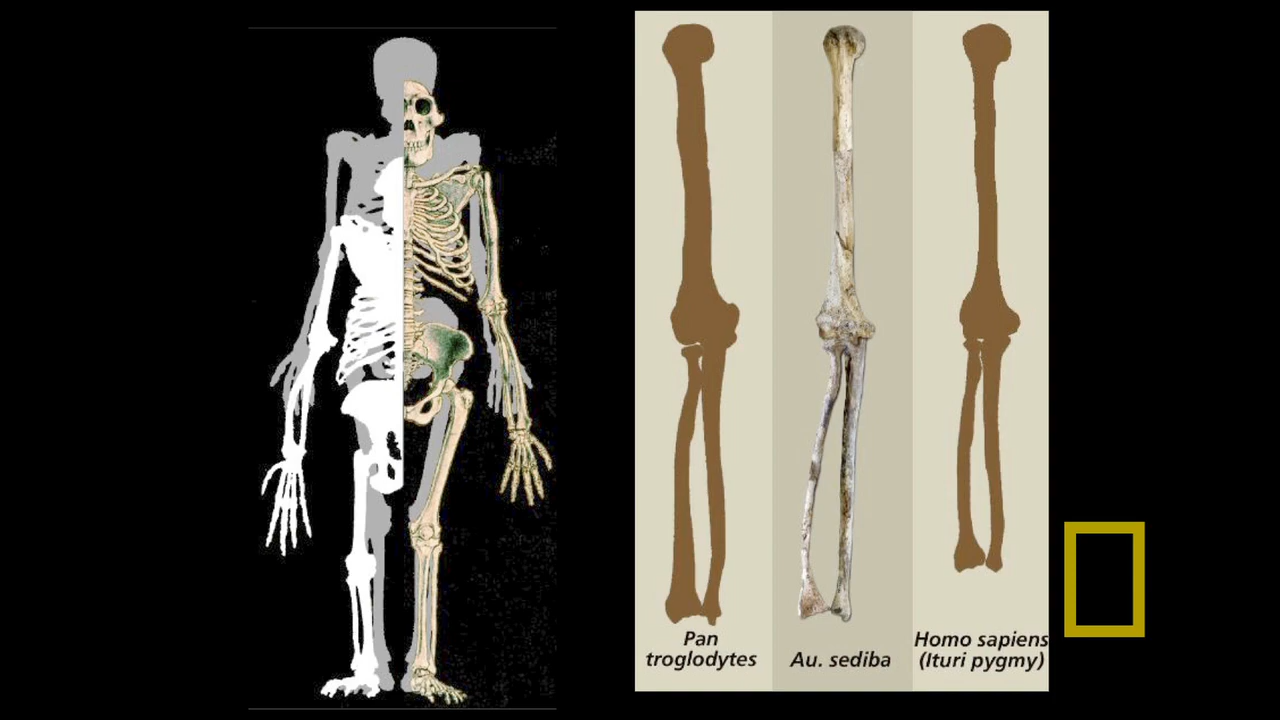 Pan
troglodytes
Au. sediba
Homo sapiens
(Ituri pygmy)